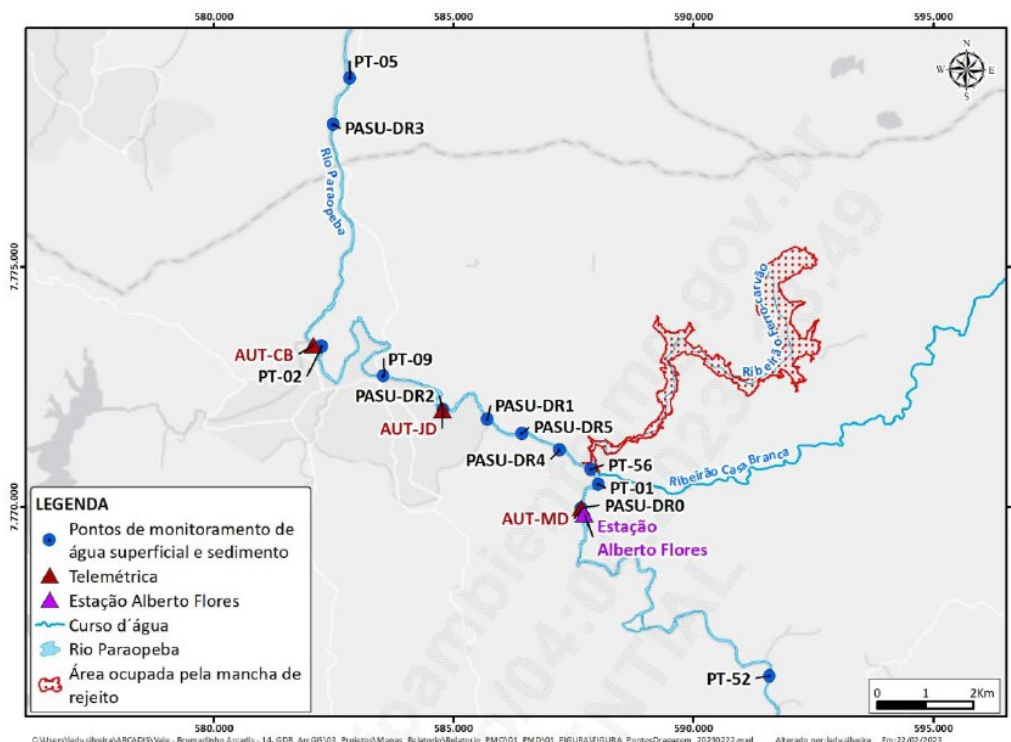 580.000
585.000
590.000
595.000
N
W
E
S
PT-05
PASU-DR3
Rio Paraopeba
7.775.000
Ribeirão Ferro-carvão
AUT-CB
PT-02
PT-09
PASU-DR2
AUT-JD
PASU-DR1
PASU-DR5
PASU-DR4
PT-56
Ribeirão Casa Branca
PT-01
PASU-DR0
AUT-MD
Estação
Alberto Flores
7.770.000
PT-52
LEGENDA
Pontos de monitoramento de
água superficial e sedimento
Telemétrica
Estação Alberto Flores
Curso d´água
Rio Paraopeba
Área ocupada pela mancha de
rejeito
0 1 2Km
580.000
585.000
590.000
595.000
Em:22/02/2023